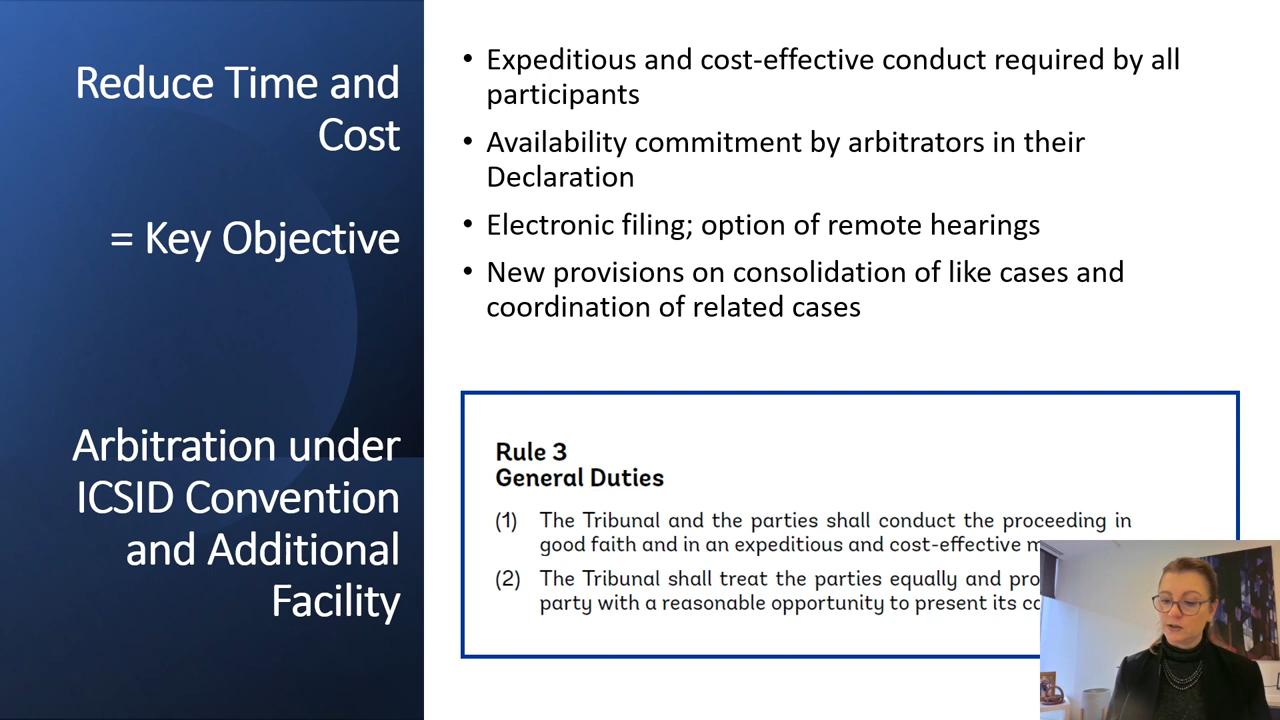 Reduce Time and
Cost
= Key Objective
Arbitration under
ICSID Convention
and Additional
Facility
• Expeditious and cost-effective conduct required by all
participants
• Availability commitment by arbitrators in their
Declaration
• Electronic filing; option of remote hearings
• New provisions on consolidation of like cases and
coordination of related cases
Rule 3
General Duties
(1) The Tribunal and the parties shall conduct the proceeding in
good faith and in an expeditious and cost-effective
(2) The Tribunal shall treat the parties equally and
party with a reasonable opportunity to present its